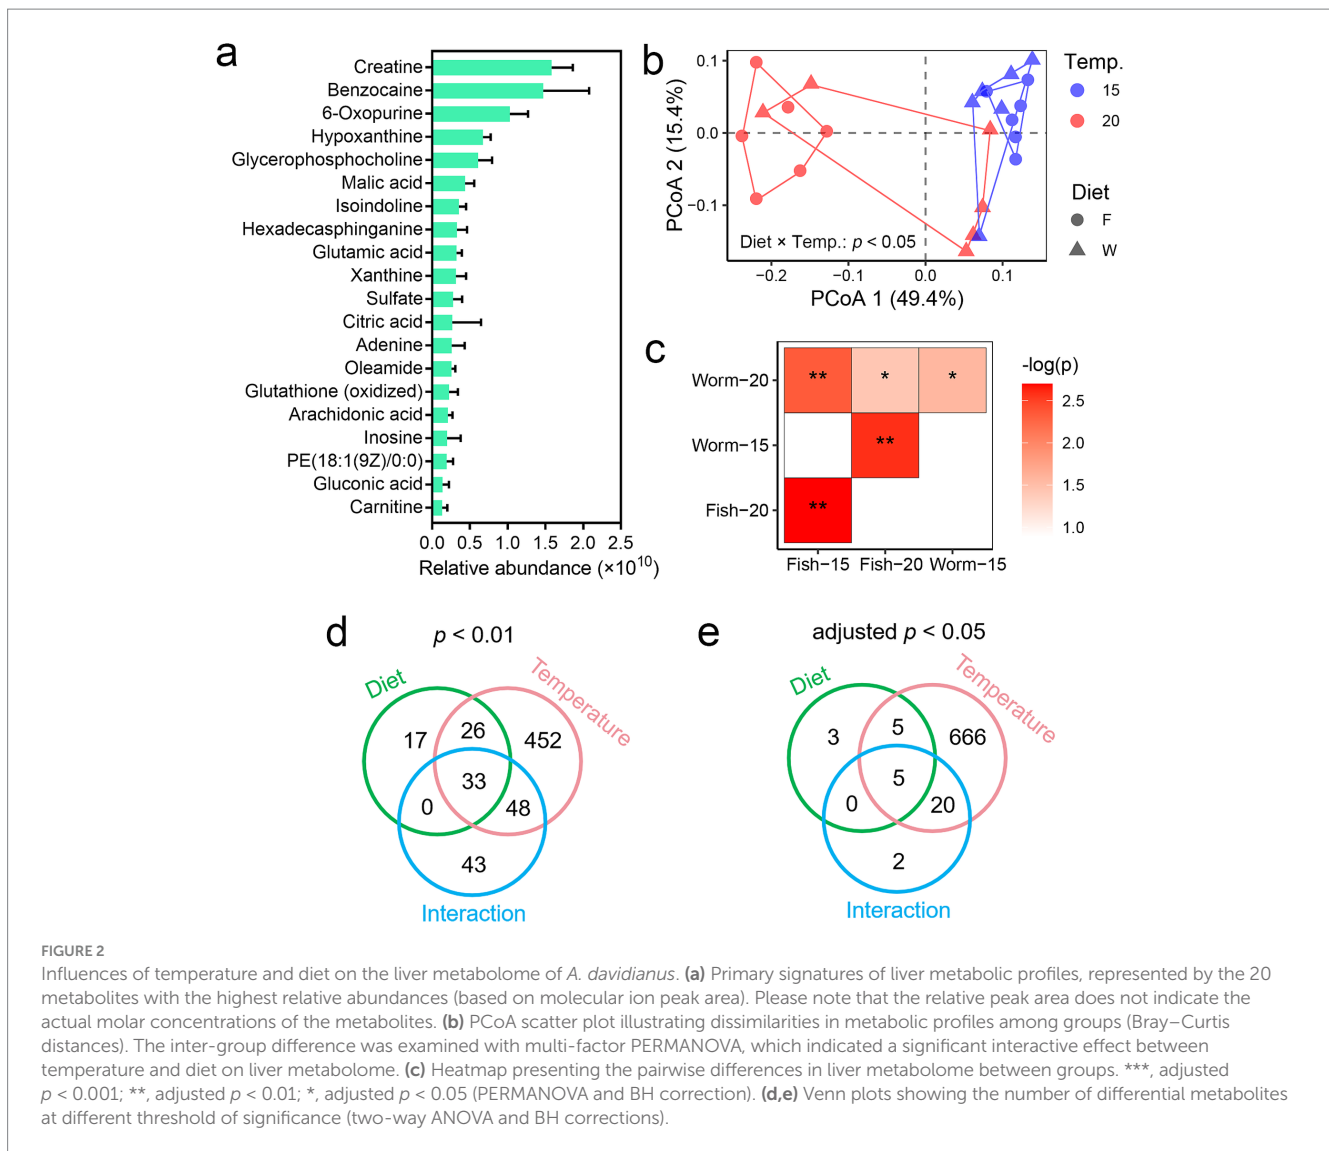 a
Creatine
Benzocaine
6-Oxopurine
Hypoxanthine
Glycerophosphocholine
Malic acid
Isoindoline
Hexadecasphinganine
Glutamic acid
Xanthine
Sulfate
Citric acid
Adenine
Oleamide
Glutathione (oxidized)
Arachidonic acid
Inosine
PE(18:1(9Z)/0:0)
Gluconic acid
Carnitine
0.0 0.5 1.0 1.5 2.0 2.5
Relative abundance (×10¹⁰)
b
PCoA 2 (15.4%)
0.1
0.0
−0.1
Diet × Temp.: p < 0.05
−0.2 −0.1 0.0 0.1
PCoA 1 (49.4%)
Temp.
15
20
Diet
F
W
c
Worm−20
Worm−15
Fish−20
** * *
**
**
Fish−15 Fish−20 Worm−15
-log(p)
2.5
2.0
1.5
1.0
d
p < 0.01
Diet
Temperature
17 26 452
33
0 48
43
Interaction
e
adjusted p < 0.05
Diet
Temperature
3 5 666
5
0 20
2
Interaction
FIGURE 2
Influences of temperature and diet on the liver metabolome of A. davidianus. (a) Primary signatures of liver metabolic profiles, represented by the 20
metabolites with the highest relative abundances (based on molecular ion peak area). Please note that the relative peak area does not indicate the
actual molar concentrations of the metabolites. (b) PCoA scatter plot illustrating dissimilarities in metabolic profiles among groups (Bray–Curtis
distances). The inter-group difference was examined with multi-factor PERMANOVA, which indicated a significant interactive effect between
temperature and diet on liver metabolome. (c) Heatmap presenting the pairwise differences in liver metabolome between groups. ***, adjusted
p < 0.001; **, adjusted p < 0.01; *, adjusted p < 0.05 (PERMANOVA and BH correction). (d,e) Venn plots showing the number of differential metabolites
at different threshold of significance (two-way ANOVA and BH corrections).